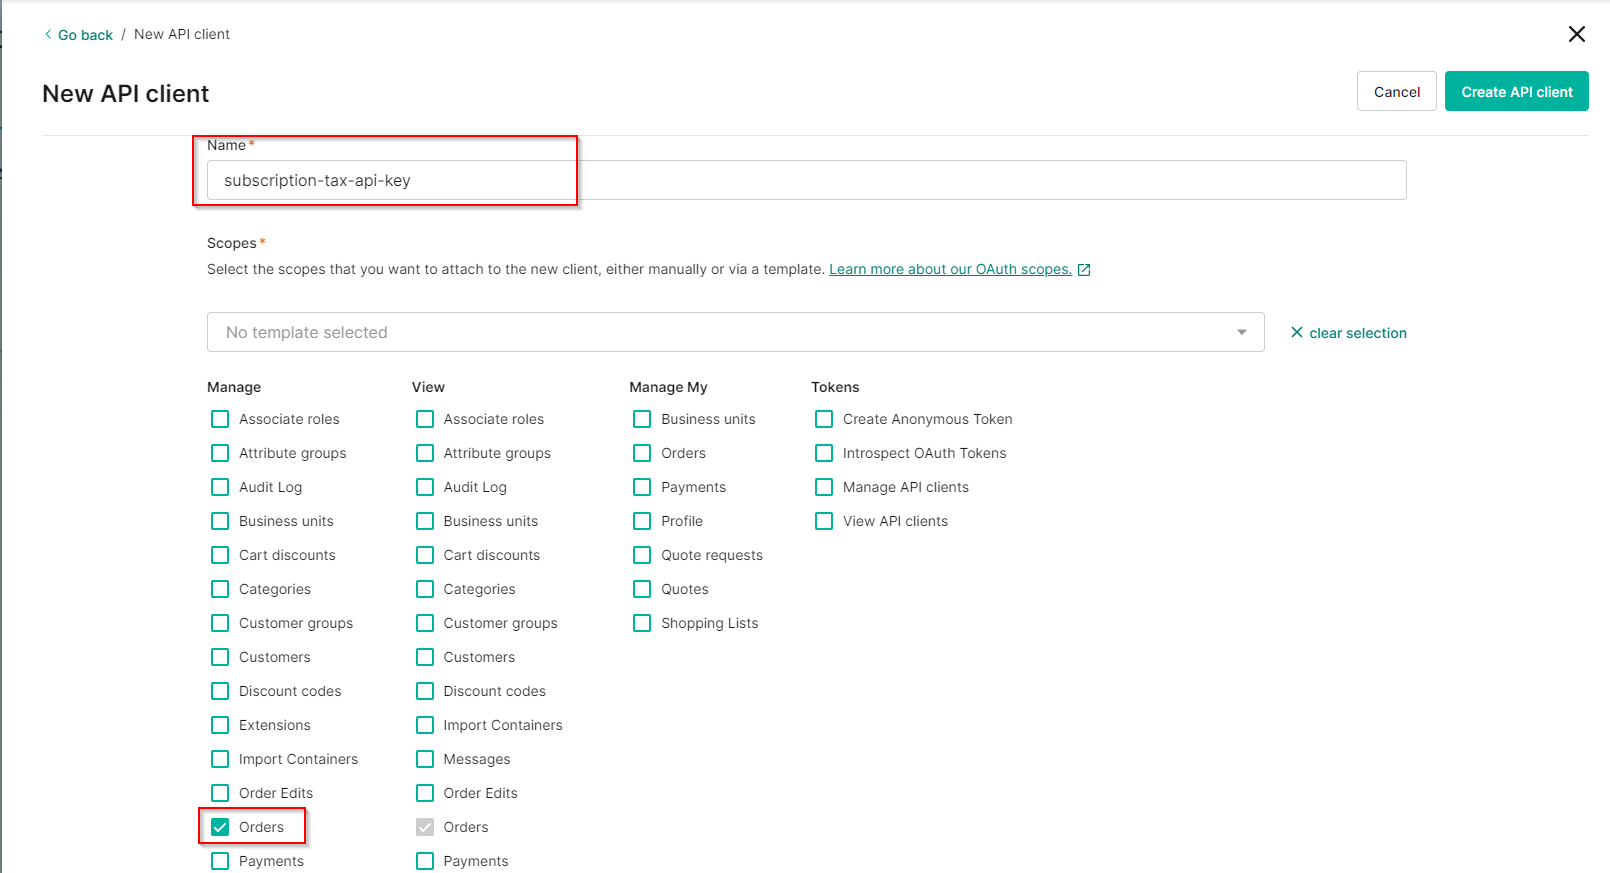 Go back / New API client
New API client
Cancel
Create API client
Name*
subscription-tax-api-key
Scopes*
Select the scopes that you want to attach to the new client, either manually or via a template. Learn more about our OAuth scopes.
No template selected
clear selection
Manage
Associate roles
Attribute groups
Audit Log
Business units
Cart discounts
Categories
Customer groups
Customers
Discount codes
Extensions
Import Containers
Order Edits
Orders
Payments
View
Associate roles
Attribute groups
Audit Log
Business units
Cart discounts
Categories
Customer groups
Customers
Discount codes
Import Containers
Messages
Order Edits
Orders
Payments
Manage My
Business units
Orders
Payments
Profile
Quote requests
Quotes
Shopping Lists
Tokens
Create Anonymous Token
Introspect OAuth Tokens
Manage API clients
View API clients